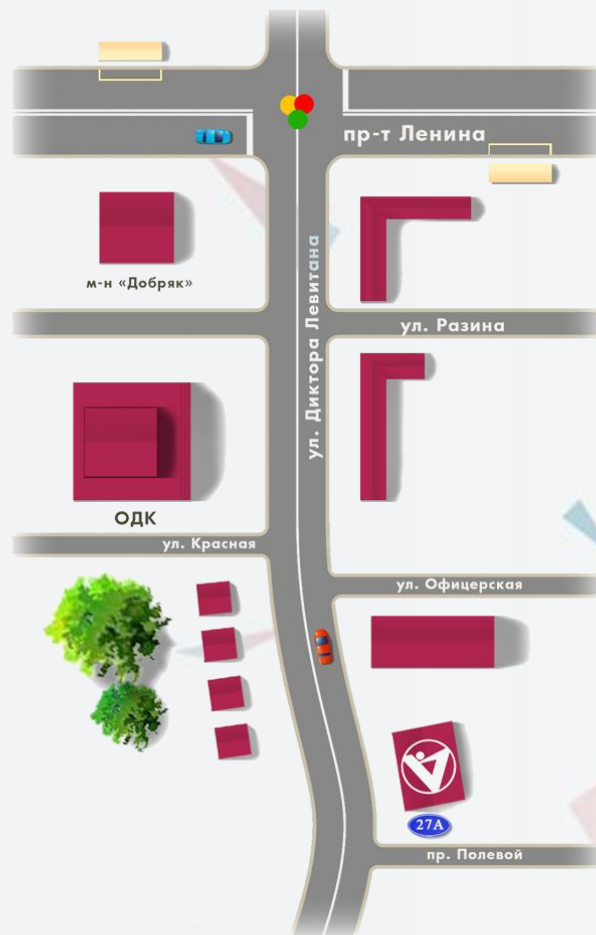 пр-т Ленина
м-н «Добряк»
ул. Диктора Левитана
ул. Разина
ОДК
ул. Красная
ул. Офицерская
27А
пр. Полевой